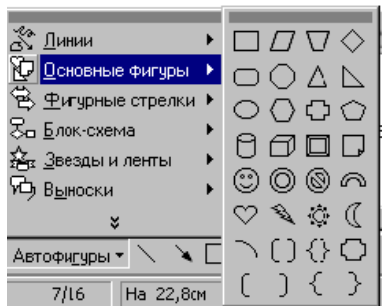 Линии
Основные фигуры
Фигурные стрелки
Блок-схема
Звезды и ленты
Выноски
Автофигуры
7/16
На 22,8см